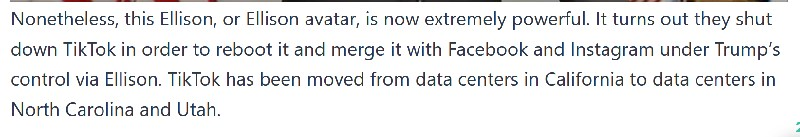 Nonetheless, this Ellison, or Ellison avatar, is now extremely powerful. It turns out they shut
down TikTok in order to reboot it and merge it with Facebook and Instagram under Trump’s
control via Ellison. TikTok has been moved from data centers in California to data centers in
North Carolina and Utah.